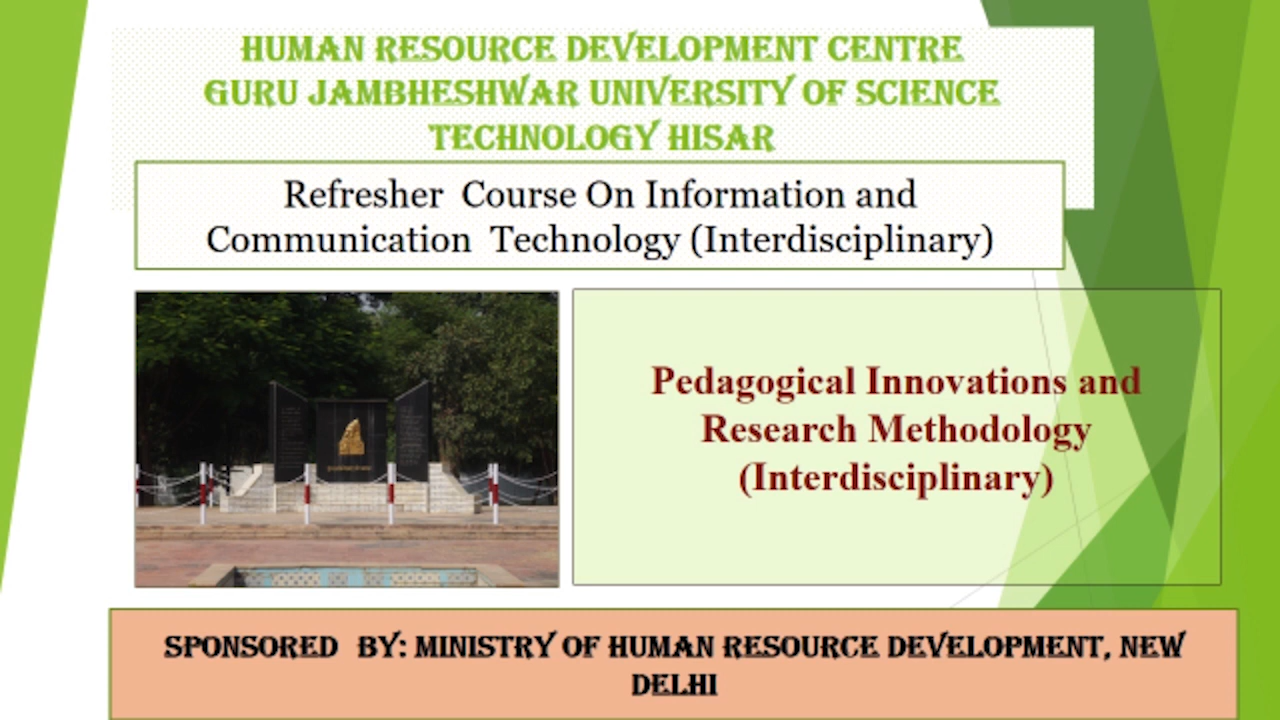 HUMAN RESOURCE DEVELOPMENT CENTRE
GURU JAMBHESHWAR UNIVERSITY OF SCIENCE
TECHNOLOGY HISAR
Refresher Course On Information and
Communication Technology (Interdisciplinary)
Pedagogical Innovations and
Research Methodology
(Interdisciplinary)
SPONSORED BY: MINISTRY OF HUMAN RESOURCE DEVELOPMENT, NEW
DELHI